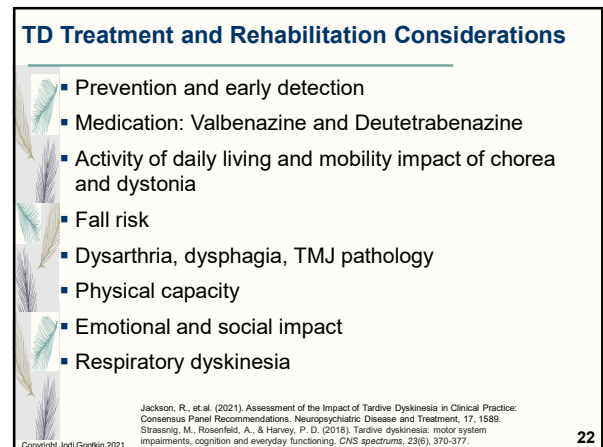 TD Treatment and Rehabilitation Considerations
▪ Prevention and early detection
▪ Medication: Valbenazine and Deutetrabenazine
▪ Activity of daily living and mobility impact of chorea
and dystonia
▪ Fall risk
▪ Dysarthria, dysphagia, TMJ pathology
▪ Physical capacity
▪ Emotional and social impact
▪ Respiratory dyskinesia
Jackson, R., et.al. (2021). Assessment of the Impact of Tardive Dyskinesia in Clinical Practice:
Consensus Panel Recommendations. Neuropsychiatric Disease and Treatment, 17, 1589.
Strassnig, M., Rosenfeld, A., & Harvey, P. D. (2018). Tardive dyskinesia: motor system
impairments, cognition and everyday functioning. CNS spectrums, 23(6), 370-377.
Copyright Jodi Gootkin 2021
22